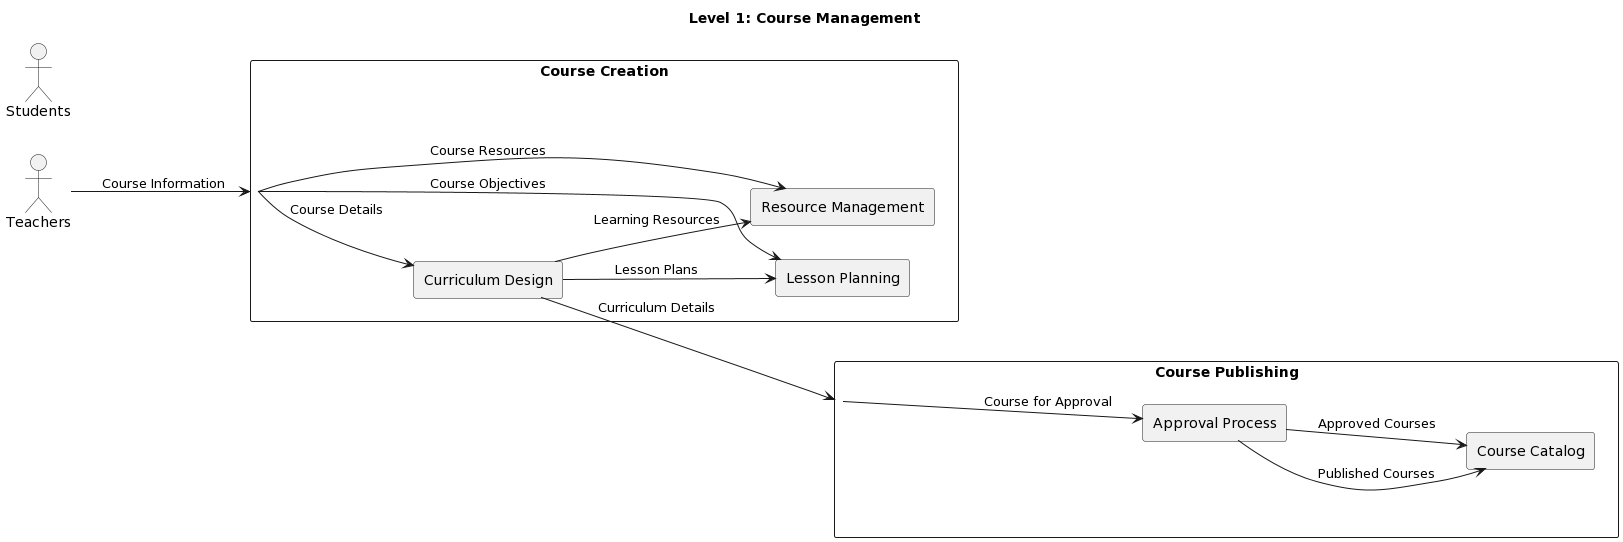 Level 1: Course Management
Students
Teachers
Course Information
Course Creation
Course Resources
Course Objectives
Course Details
Resource Management
Learning Resources
Curriculum Design
Lesson Plans
Lesson Planning
Curriculum Details
Course Publishing
Course for Approval
Approval Process
Approved Courses
Course Catalog
Published Courses